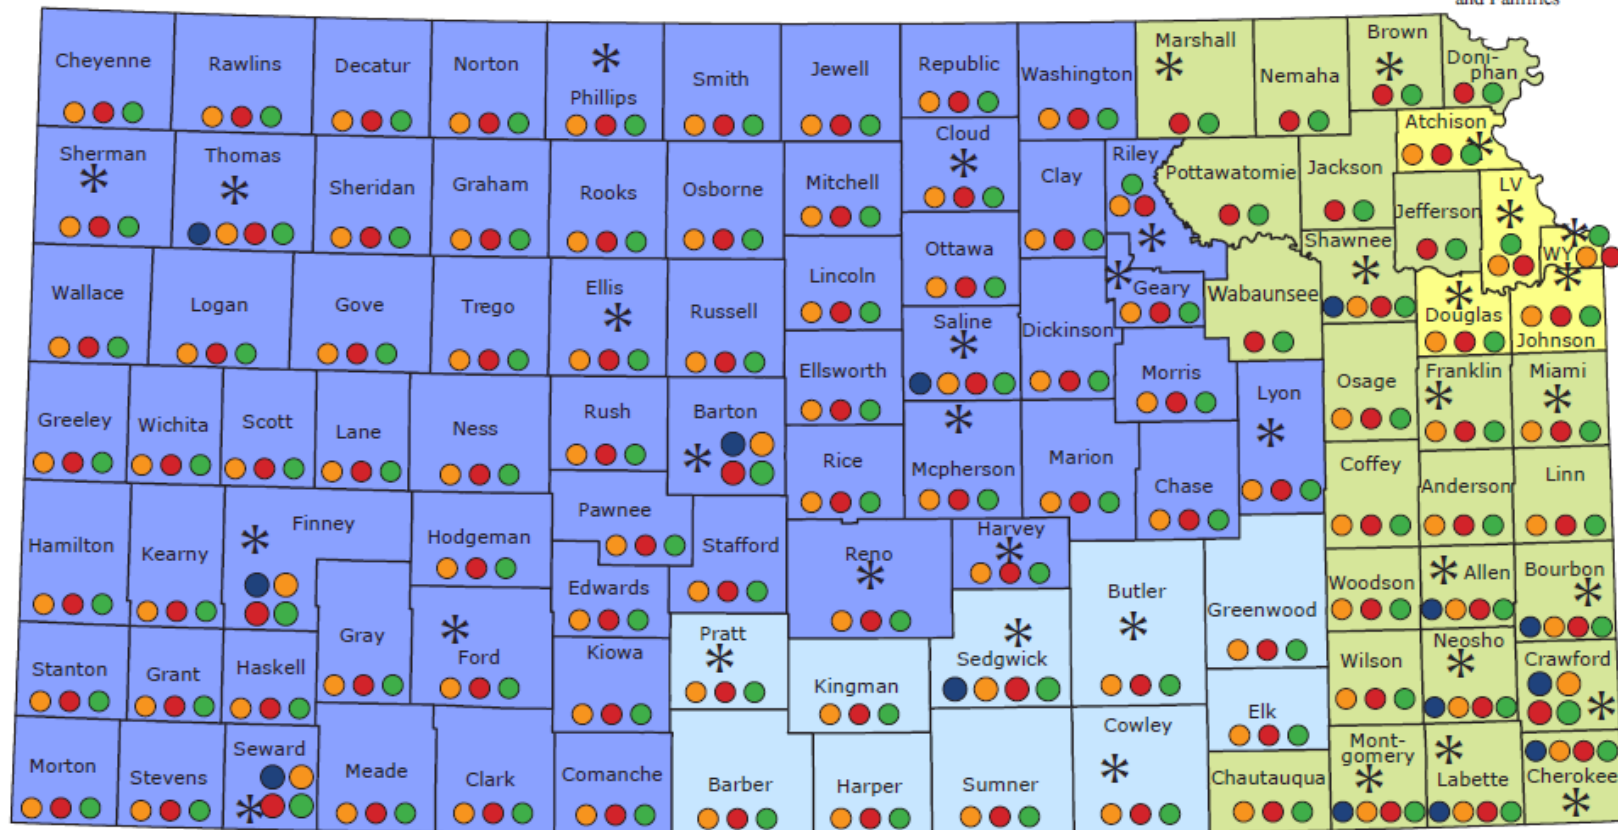 and Families
Cheyenne
Rawlins
Decatur
Norton
*
Phillips
Smith
Jewell
Republic
Washington
Marshall
*
Nemaha
Brown
*
Doni-
phan
Sherman
*
Thomas
*
Sheridan
Graham
Rooks
Osborne
Mitchell
Cloud
*
Clay
Riley
*
Pottawatomie
Jackson
Atchison
*
Jefferson
LV
*
*
WY
Wallace
Logan
Gove
Trego
Ellis
*
Russell
Lincoln
Ottawa
Saline
*
Dickinson
*
Geary
Wabaunsee
Shawnee
*
*
Douglas
*
Johnson
Greeley
Wichita
Scott
Lane
Ness
Rush
Barton
*
Ellsworth
Rice
*
Mcpherson
Marion
Morris
Chase
Lyon
*
Osage
Franklin
*
Miami
*
Coffey
Anderson
Linn
Hamilton
Kearny
Finney
*
Hodgeman
Pawnee
Edwards
Stafford
Reno
*
Harvey
*
Butler
*
Greenwood
Woodson
* Allen
Bourbon
*
Stanton
Grant
Haskell
Gray
*
Ford
Kiowa
Pratt
*
Kingman
*
Sedgwick
Elk
Wilson
Neosho
*
Crawford
*
Morton
Stevens
Seward
*
Meade
Clark
Comanche
Barber
Harper
Sumner
Cowley
*
Chautauqua
Mont-
gomery
*
*
Labette
Cherokee
*